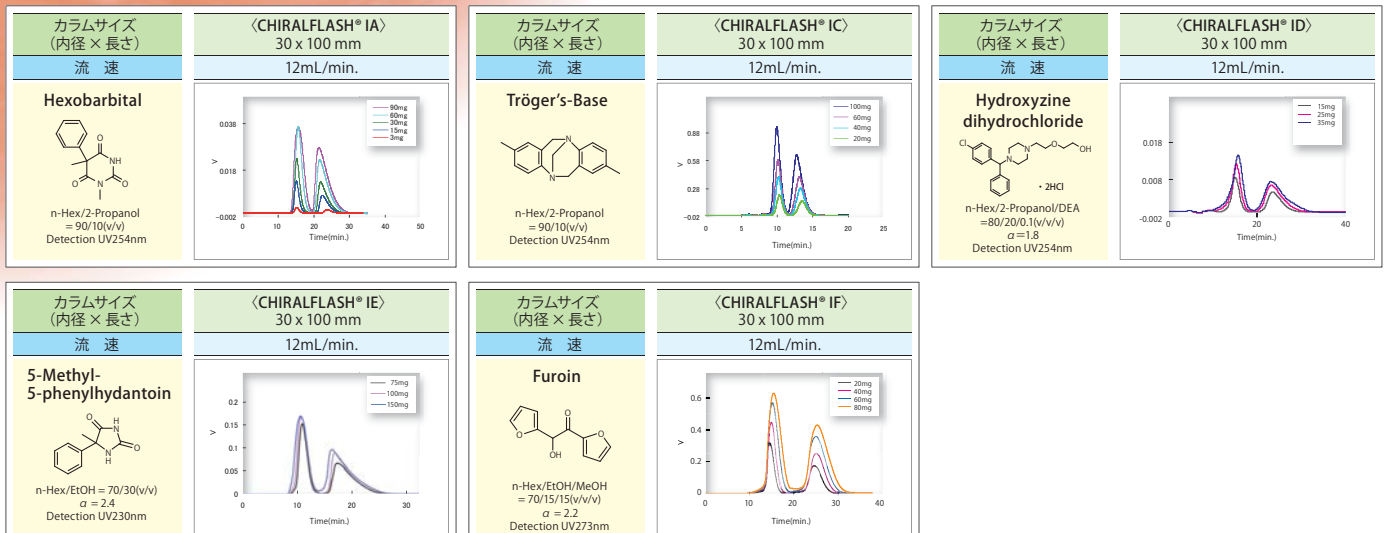 カラムサイズ
(内径 × 長さ)
〈CHIRALFLASH® IA〉
30 x 100 mm
流 速
12mL/min.
Hexobarbital
O
NH
O
N
O
n-Hex/2-Propanol
= 90/10(v/v)
Detection UV254nm
90mg
60mg
30mg
15mg
3mg
0.038
0.018
-0.002
V
0
10
20
30
40
50
Time(min.)
カラムサイズ
(内径 × 長さ)
〈CHIRALFLASH® IC〉
30 x 100 mm
流 速
12mL/min.
Tröger's-Base
N
N
n-Hex/2-Propanol
= 90/10(v/v)
Detection UV254nm
100mg
60mg
40mg
20mg
0.88
0.58
0.28
-0.02
V
0
5
10
15
20
25
Time(min.)
カラムサイズ
(内径 × 長さ)
〈CHIRALFLASH® ID〉
30 x 100 mm
流 速
12mL/min.
Hydroxyzine
dihydrochloride
Cl
N
N
O
OH
• 2HCl
n-Hex/2-Propanol/DEA
=80/20/0.1(v/v/v)
α=1.8
Detection UV254nm
15mg
25mg
35mg
0.018
0.008
-0.002
V
0
20
40
Time(min.)
カラムサイズ
(内径 × 長さ)
〈CHIRALFLASH® IE〉
30 x 100 mm
流 速
12mL/min.
5-Methyl-
5-phenylhydantoin
O
H
N
O
N
H
n-Hex/EtOH = 70/30(v/v)
α = 2.4
Detection UV230nm
75mg
100mg
150mg
0.2
0.15
0.1
0.05
0
V
0
10
20
30
Time(min.)
カラムサイズ
(内径 × 長さ)
〈CHIRALFLASH® IF〉
30 x 100 mm
流 速
12mL/min.
Furoin
O
O
O
OH
n-Hex/EtOH/MeOH
= 70/15/15(v/v/v)
α = 2.2
Detection UV273nm
20mg
40mg
60mg
80mg
0.6
0.4
0.2
0
V
0
10
20
30
40
Time(min.)